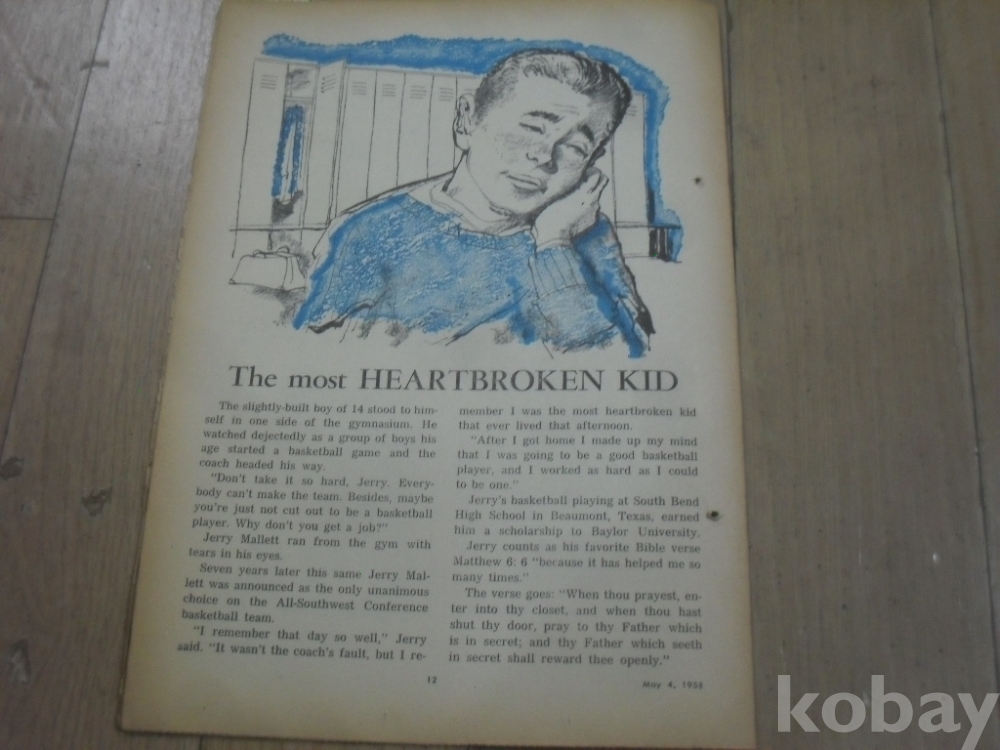 The most HEARTBROKEN KID
The slightly-built boy of 14 stood to him-
self in one side of the gymnasium. He
watched dejectedly as a group of boys his
age started a basketball game and the
coach headed his way.
"Don't take it so hard, Jerry. Every-
body can't make the team. Besides, maybe
you're just not cut out to be a basketball
player. Why don't you get a job?"
Jerry Mallett ran from the gym with
tears in his eyes.
Seven years later this same Jerry Mal-
lett was announced as the only unanimous
choice on the All-Southwest Conference
basketball team.
"I remember that day so well," Jerry
said. "It wasn't the coach's fault, but I re-
member I was the most heartbroken kid
that ever lived that afternoon.
"After I got home I made up my mind
that I was going to be a good basketball
player, and I worked as hard as I could
to be one."
Jerry's basketball playing at South Bend
High School in Beaumont, Texas, earned
him a scholarship to Baylor University.
Jerry counts as his favorite Bible verse
Matthew 6: 6 "because it has helped me so
many times."
The verse goes: "When thou prayest, en-
ter into thy closet, and when thou hast
shut thy door, pray to thy Father which
is in secret; and thy Father which seeth
in secret shall reward thee openly."
12
May 4, 1958
kobay